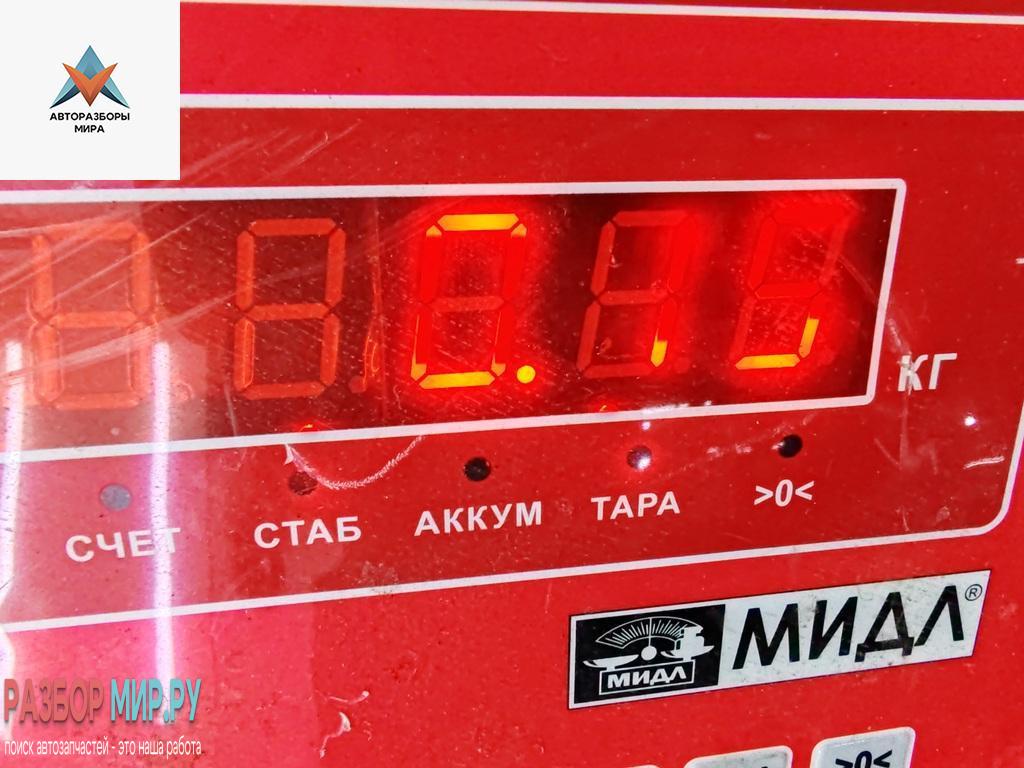 АВТОРАЗБОРЫ
МИРА
0.15
КГ
СЧЕТ СТАБ АККУМ ТАРА >0<
МИДЛ МИДЛ®
РАЗБОР МИР.РУ
поиск автозапчастей - это наша работа
>0<